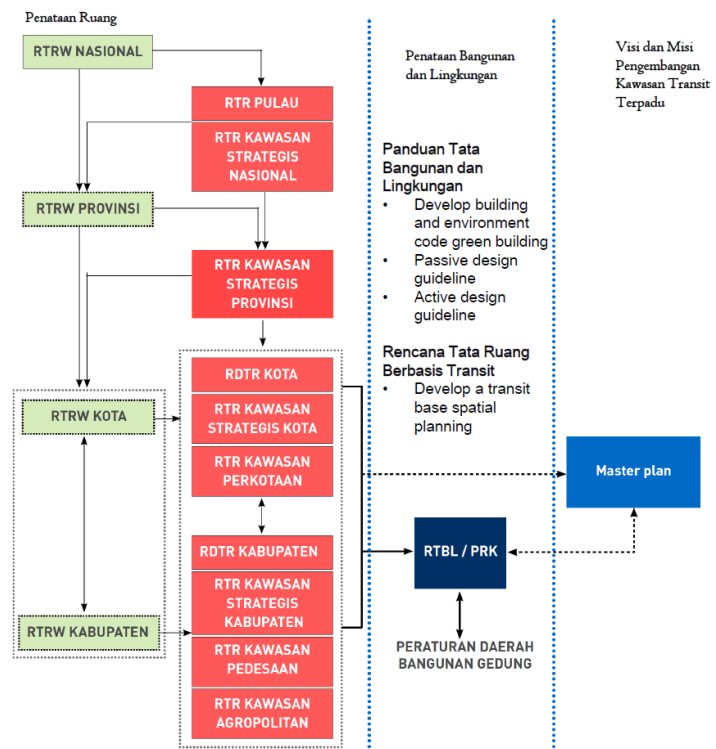 Penataan Ruang
RTRW NASIONAL
RTR PULAU
RTR KAWASAN
STRATEGIS
NASIONAL
RTRW PROVINSI
RTR KAWASAN
STRATEGIS
PROVINSI
RDTR KOTA
RTRW KOTA
RTR KAWASAN
STRATEGIS KOTA
RTR KAWASAN
PERKOTAAN
RDTR KABUPATEN
RTR KAWASAN
STRATEGIS
KABUPATEN
RTRW KABUPATEN
RTR KAWASAN
PEDESAAN
RTR KAWASAN
AGROPOLITAN
Penataan Bangunan
dan Lingkungan
Panduan Tata
Bangunan dan
Lingkungan
• Develop building
and environment
code green building
• Passive design
guideline
• Active design
guideline
Rencana Tata Ruang
Berbasis Transit
• Develop a transit
base spatial
planning
RTBL / PRK
PERATURAN DAERAH
BANGUNAN GEDUNG
Visi dan Misi
Pengembangan
Kawasan Transit
Terpadu
Master plan